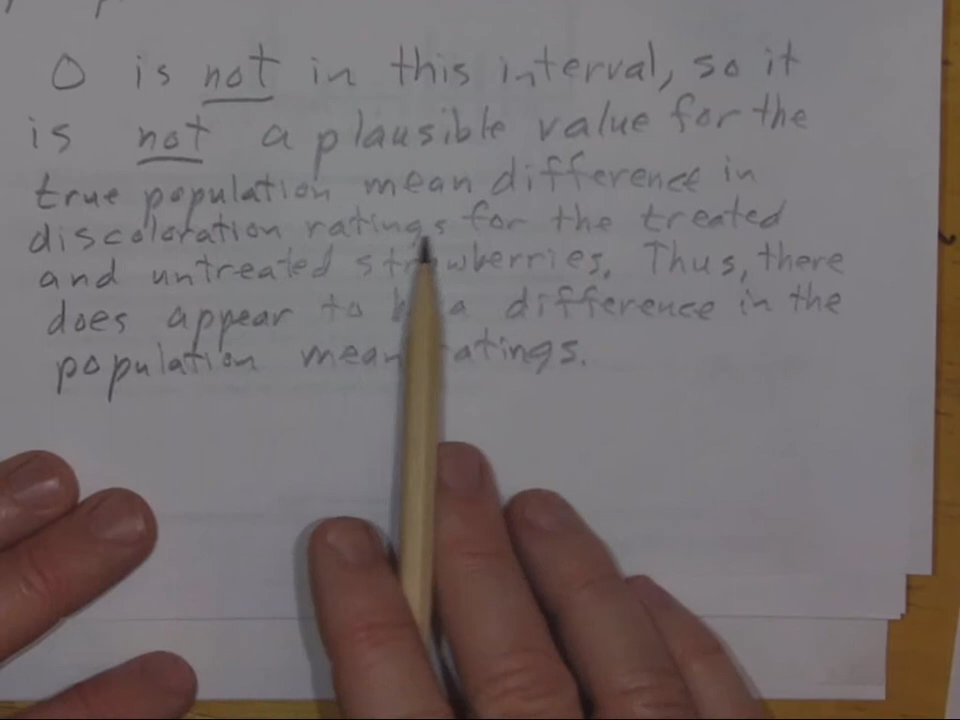 0 is not in this interval, so it
is not a plausible value for the
true population mean difference in
discoloration ratings for the treated
and untreated strawberries. Thus, there
does appear to a difference in the
population mean ratings.